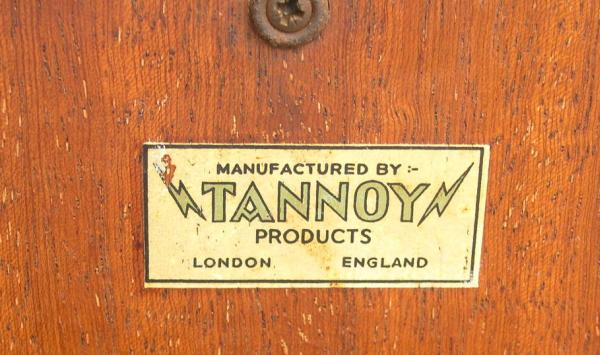 MANUFACTURED BY :-
TANNOY
PRODUCTS
LONDON ENGLAND